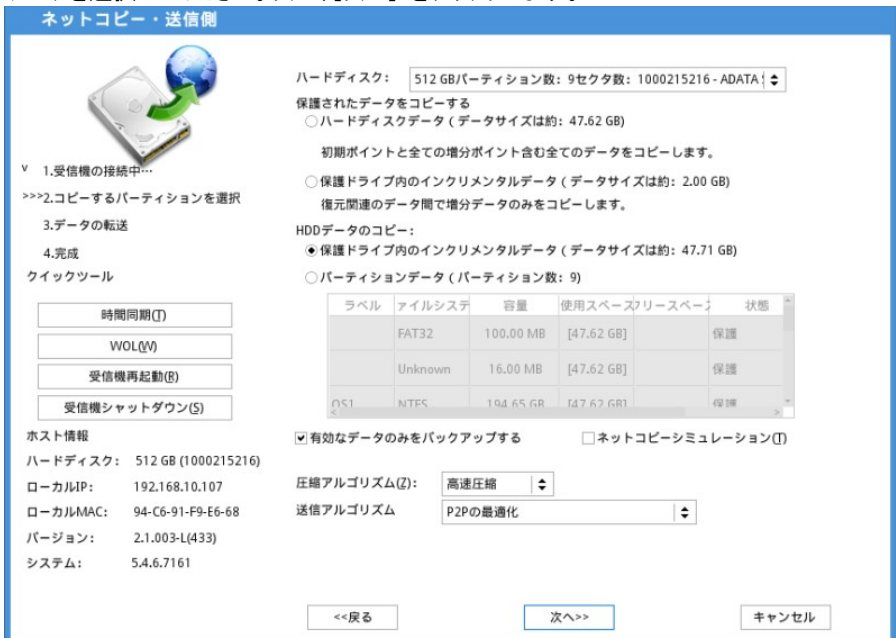 ネットコピー・送信側
ハードディスク: 512 GBパーティション数: 9セクタ数: 1000215216 - ADATA
保護されたデータをコピーする
ハードディスクデータ ( データサイズは約: 47.62 GB)
初期ポイントと全ての増分ポイント含む全てのデータをコピーします。
保護ドライブ内のインクリメンタルデータ ( データサイズは約: 2.00 GB)
復元関連のデータ間で増分データのみをコピーします。
HDDデータのコピー:
保護ドライブ内のインクリメンタルデータ ( データサイズは約: 47.71 GB)
パーティションデータ ( パーティション数: 9)
ラベル ァイルシステ 容量 使用スペース フリースペース 状態
FAT32 100.00 MB [47.62 GB] 保護
Unknown 16.00 MB [47.62 GB] 保護
OS1 NTFS 194.65 GB [47.62 GB] 保護
有効なデータのみをバックアップする ネットコピーシミュレーション(T)
圧縮アルゴリズム(Z): 高速圧縮
送信アルゴリズム P2Pの最適化
v 1.受信機の接続中…
>>>2.コピーするパーティションを選択
3.データの転送
4.完成
クイックツール
時間同期(T)
WOL(W)
受信機再起動(R)
受信機シャットダウン(S)
ホスト情報
ハードディスク: 512 GB (1000215216)
ローカルIP: 192.168.10.107
ローカルMAC: 94-C6-91-F9-E6-68
バージョン: 2.1.003-L(433)
システム: 5.4.6.7161
<<戻る 次へ>> キャンセル